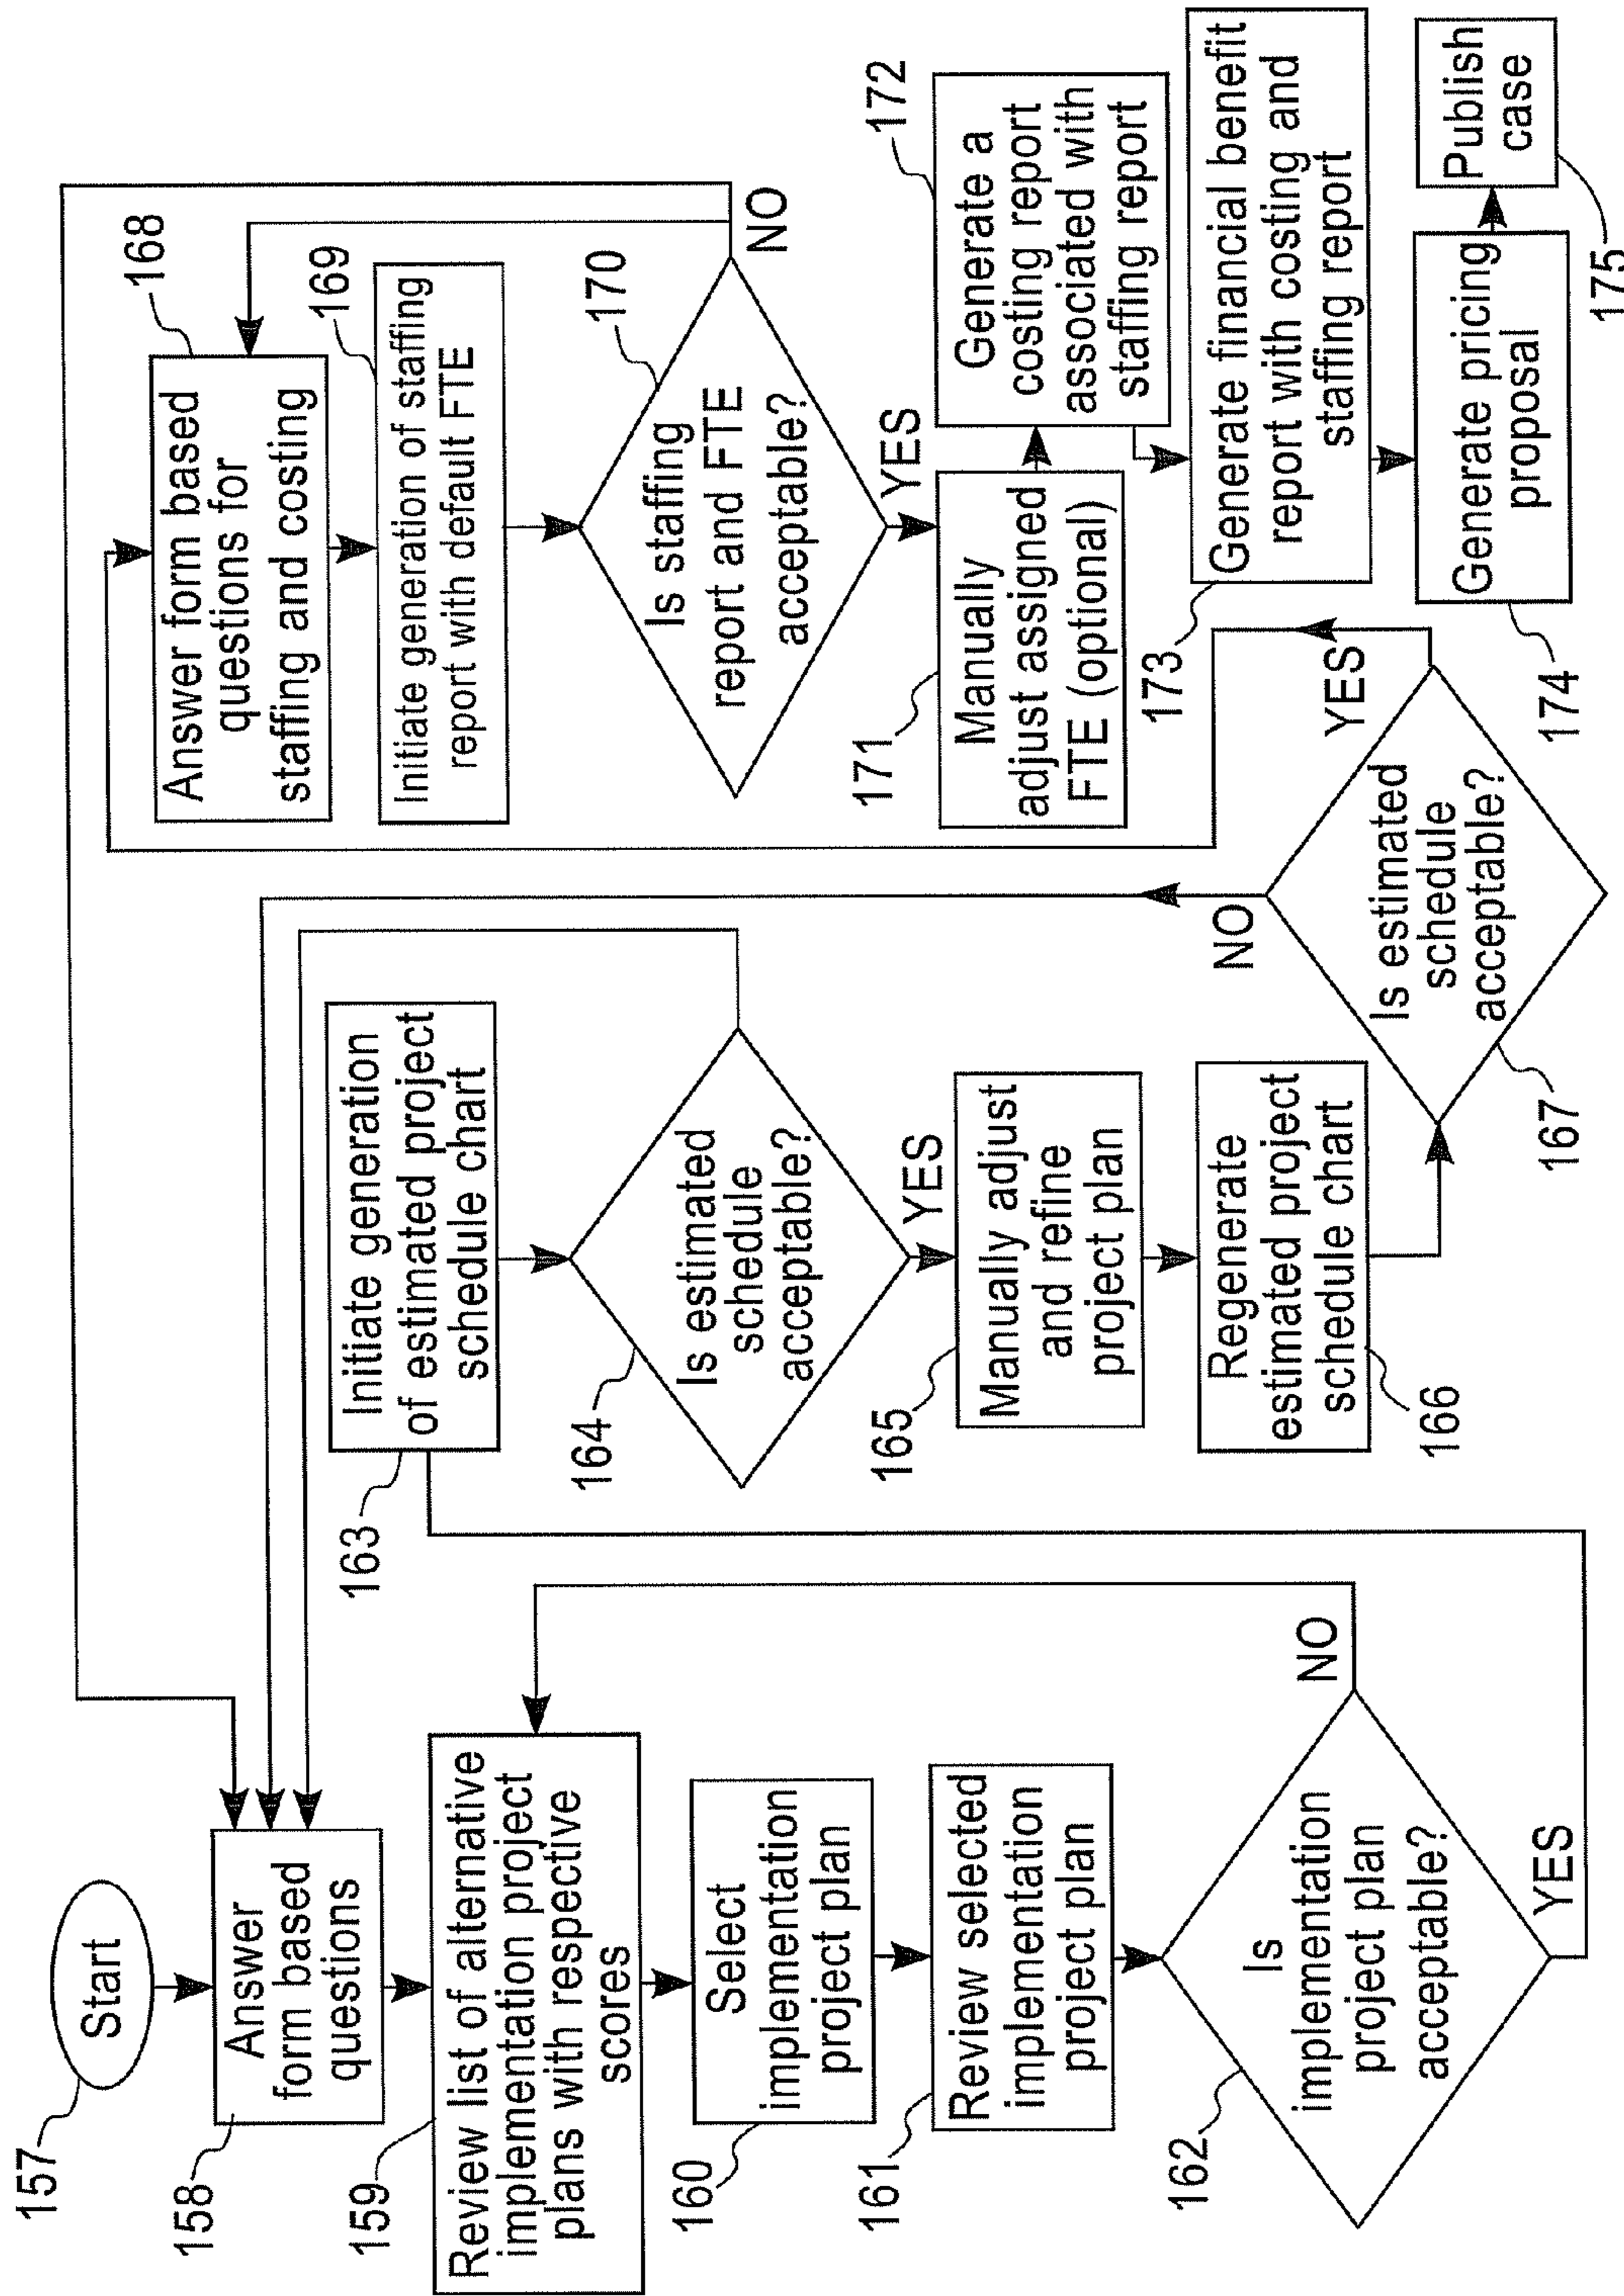 157
Start
158
Answer
form based
questions
159
Review list of alternative
implementation project
plans with respective
scores
160
Select
implementation
project plan
161
Review selected
implementation
project plan
162
Is
implementation
project plan
acceptable?
NO
YES
163
Initiate generation
of estimated project
schedule chart
164
Is estimated
schedule
acceptable?
YES
165
Manually adjust
and refine
project plan
166
Regenerate
estimated project
schedule chart
167
Is estimated
schedule
acceptable?
NO
YES
168
Answer form based
questions for
staffing and costing
169
Initiate generation of staffing
report with default FTE
170
Is staffing
report and FTE
acceptable?
NO
YES
171
Manually
adjust assigned
FTE (optional)
172
Generate a
costing report
associated with
staffing report
173
Generate financial benefit
report with costing and
staffing report
174
Generate pricing
proposal
175
Publish
case